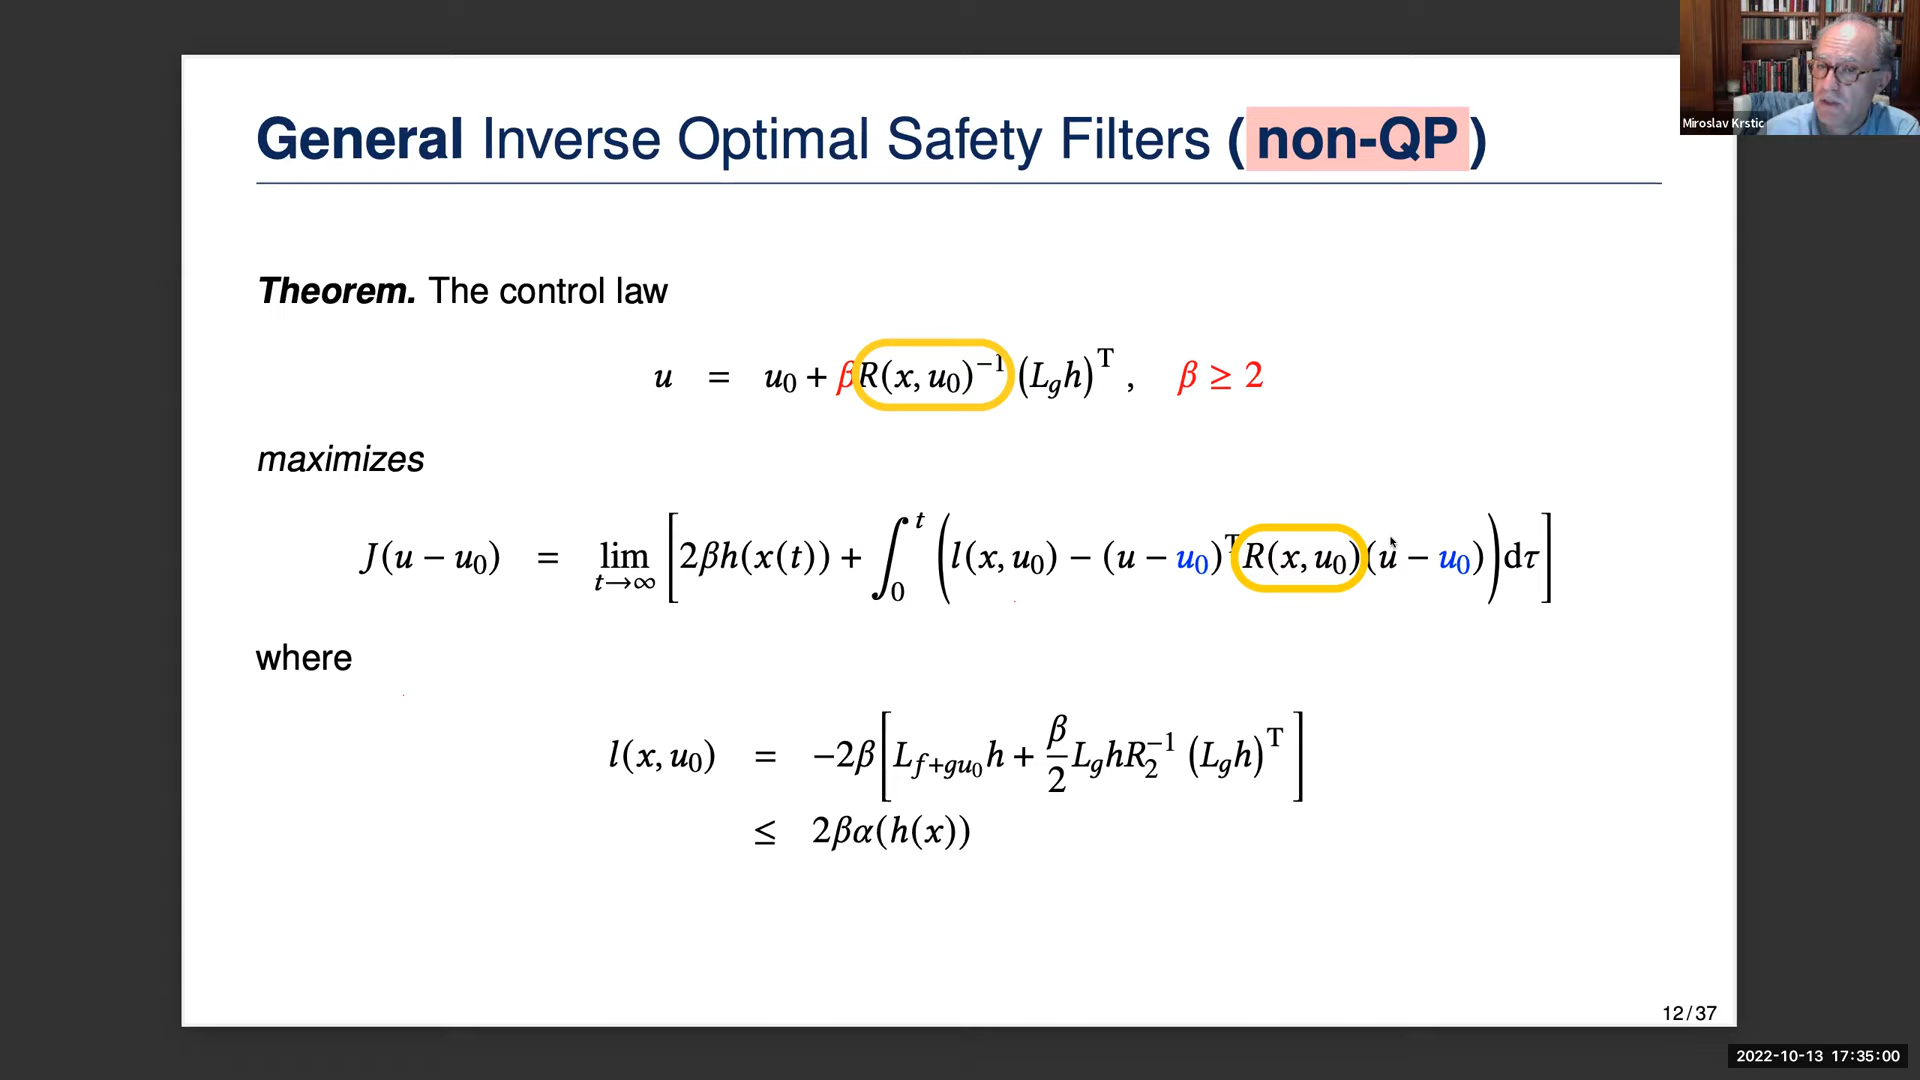 General Inverse Optimal Safety Filters (non-QP)
Miroslav Krstic
Theorem. The control law
u = u₀ + βR(x, u₀)⁻¹ (L_g h)ᵀ , β ≥ 2
maximizes
J(u − u₀) = lim_{t→∞} [2βh(x(t)) + ∫₀ᵗ (l(x, u₀) − (u − u₀)ᵀR(x, u₀)(u − u₀)) dτ]
where
l(x, u₀) = −2β [L_{f+gu₀} h + β/2 L_g hR₂⁻¹ (L_g h)ᵀ]
≤ 2βα(h(x))
12/37
2022-10-13 17:35:00